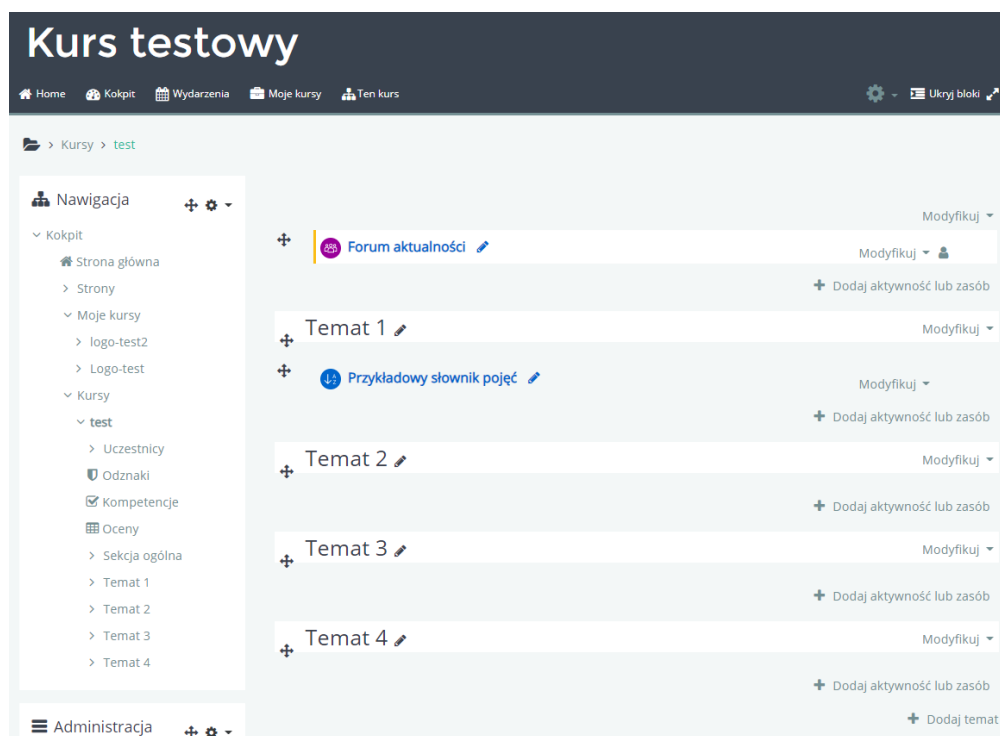 Kurs testowy
Home Kokpit Wydarzenia Moje kursy Ten kurs Ukryj bloki
Kursy test
Nawigacja
Kokpit
Strona główna
Strony
Moje kursy
logo-test2
Logo-test
Kursy
test
Uczestnicy
Odznaki
Kompetencje
Oceny
Sekcja ogólna
Temat 1
Temat 2
Temat 3
Temat 4
Administracja
Modyfikuj
Forum aktualności
Modyfikuj
Dodaj aktywność lub zasób
Temat 1
Modyfikuj
Przykładowy słownik pojęć
Modyfikuj
Dodaj aktywność lub zasób
Temat 2
Modyfikuj
Dodaj aktywność lub zasób
Temat 3
Modyfikuj
Dodaj aktywność lub zasób
Temat 4
Modyfikuj
Dodaj aktywność lub zasób
Dodaj temat